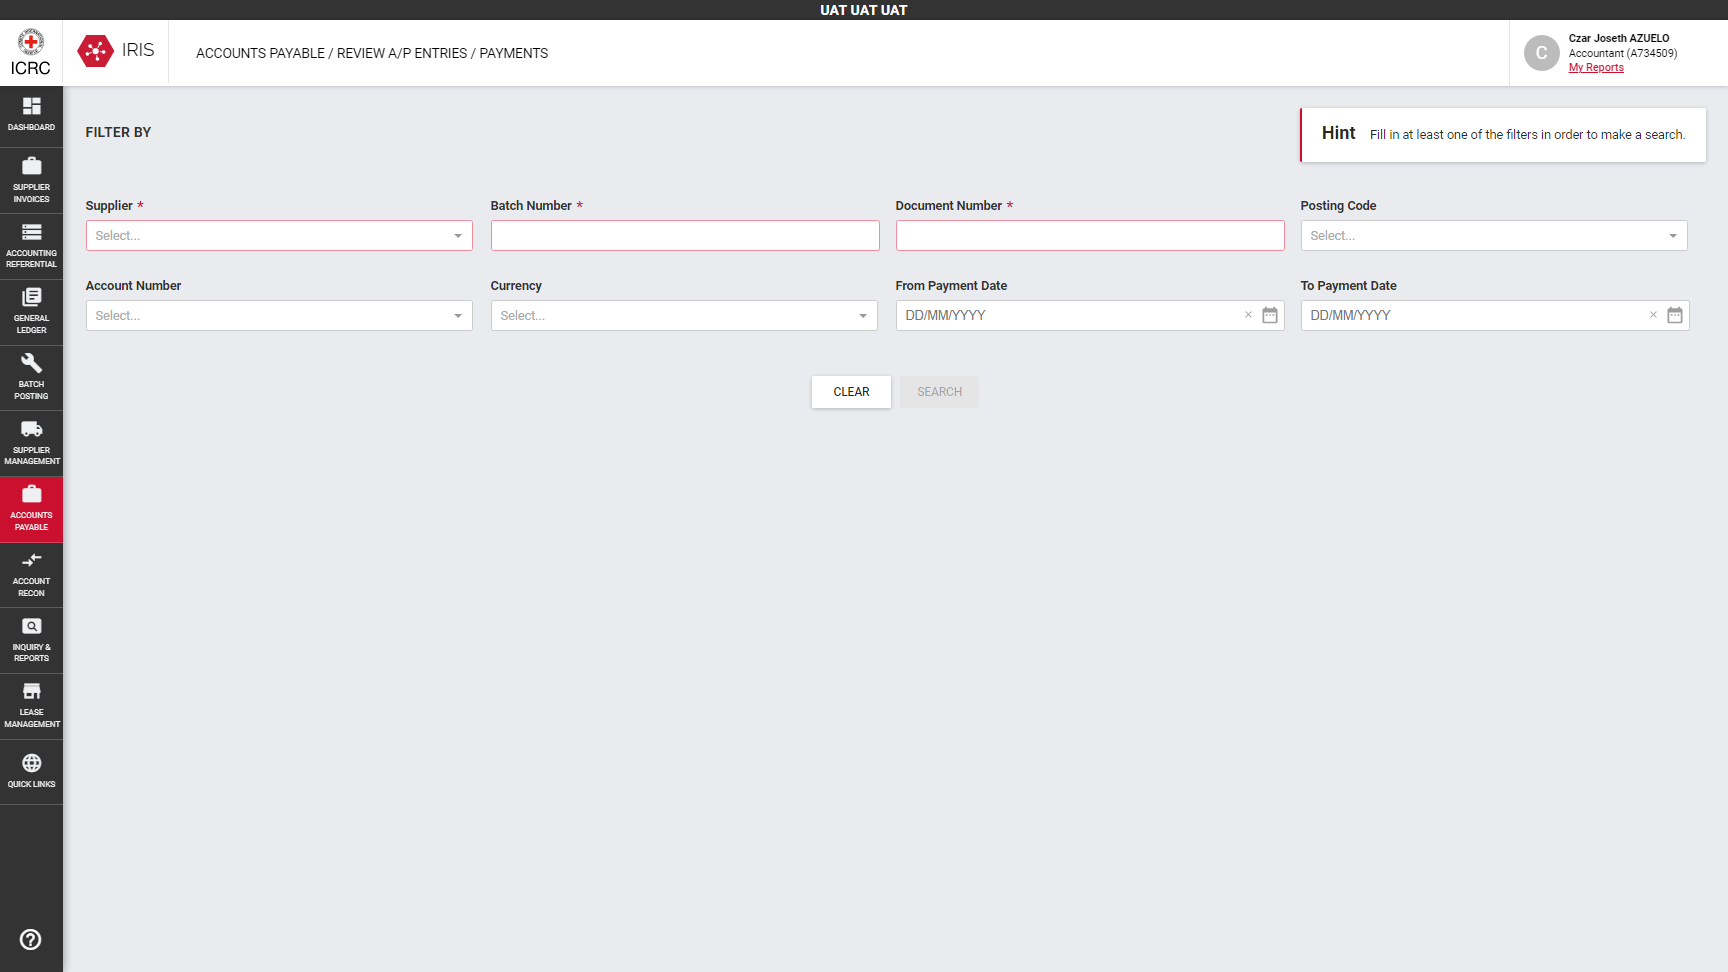 UAT UAT UAT
ICRC
IRIS
ACCOUNTS PAYABLE / REVIEW A/P ENTRIES / PAYMENTS
C
Czar Joseth AZUELO
Accountant (A734509)
My Reports
DASHBOARD
SUPPLIER
INVOICES
ACCOUNTING
REFERENTIAL
GENERAL
LEDGER
BATCH
POSTING
SUPPLIER
MANAGEMENT
ACCOUNTS
PAYABLE
ACCOUNT
RECON
INQUIRY &
REPORTS
LEASE
MANAGEMENT
QUICK LINKS
FILTER BY
Hint Fill in at least one of the filters in order to make a search.
Supplier * Batch Number * Document Number * Posting Code
Select... Select...
Account Number Currency From Payment Date To Payment Date
Select... Select... DD/MM/YYYY × DD/MM/YYYY ×
CLEAR SEARCH